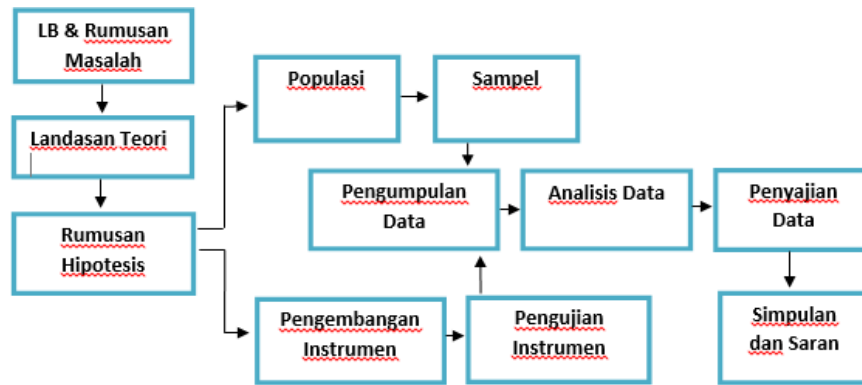 LB & Rumusan
Masalah
Landasan Teori
Rumusan
Hipotesis
Populasi
Sampel
Pengumpulan
Data
Analisis Data
Penyajian
Data
Pengembangan
Instrumen
Pengujian
Instrumen
Simpulan
dan Saran